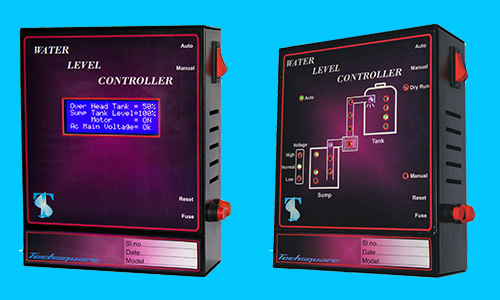 WATER
LEVEL
CONTROLLER
Auto
Manual
Over Head Tank = 50%
Sump Tank Level=100%
Motor = ON
Ac Main Voltage= Ok
TS
Reset
Fuse
Techsquare
Sl.no
Date
Model
WATER
LEVEL
CONTROLLER
Auto
Manual
Dry Run
Auto
Tank
Voltage
High
Normal
Low
Manual
Sump
TS
Reset
Fuse
Techsquare
Sl.no
Date
Model